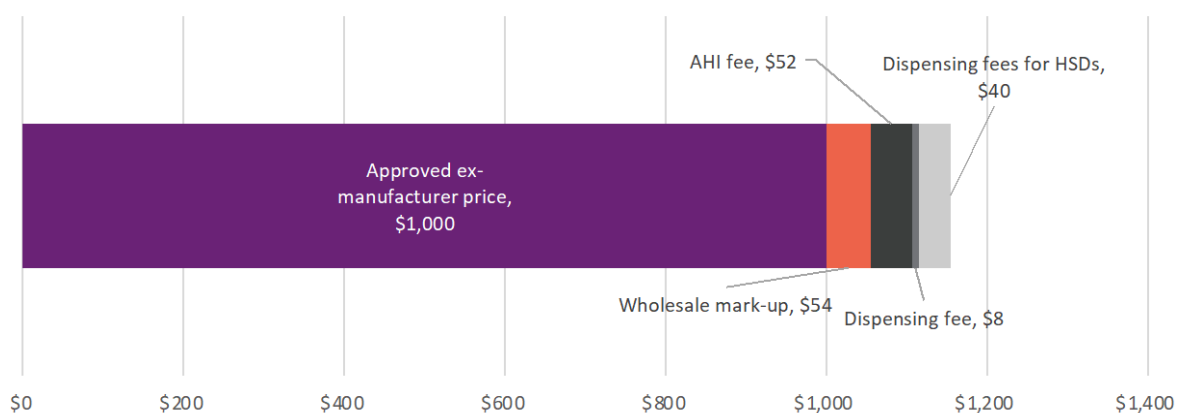 AHI fee, $52
Dispensing fees for HSDs,
$40
Approved ex-
manufacturer price,
$1,000
Wholesale mark-up, $54
Dispensing fee, $8
$0
$200
$400
$600
$800
$1,000
$1,200
$1,400